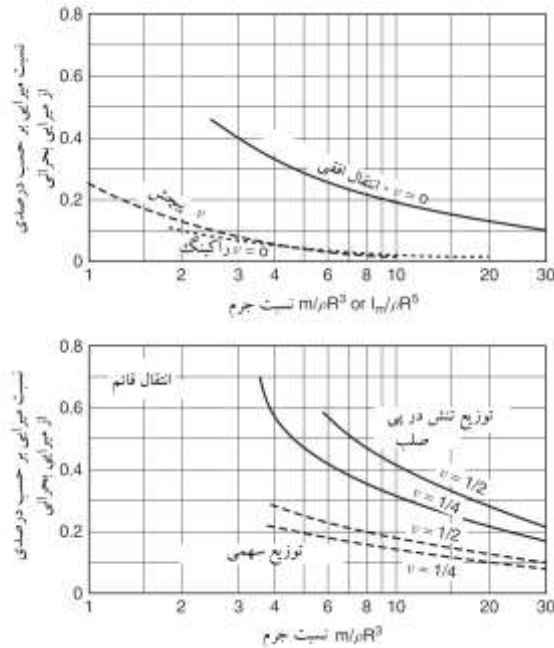 نسبت میرایی بر حسب درصدی
از میرایی بحرانی
0.8
0.6
0.4
0.2
0
انتقال افقی - ν = 0
پیچش - ν
راکینگ ν = 0
1
2
3
4
6
8
10
20
30
نسبت جرم m/ρR³ or Iₘ/ρR⁵
نسبت میرایی بر حسب درصدی
از میرایی بحرانی
0.8
0.6
0.4
0.2
0
انتقال قائم
توزیع تنش در پی
صلب
ν = 1/2
ν = 1/4
ν = 1/2
توزیع سهمی
ν = 1/4
1
2
3
4
6
8
10
20
30
نسبت جرم m/ρR³